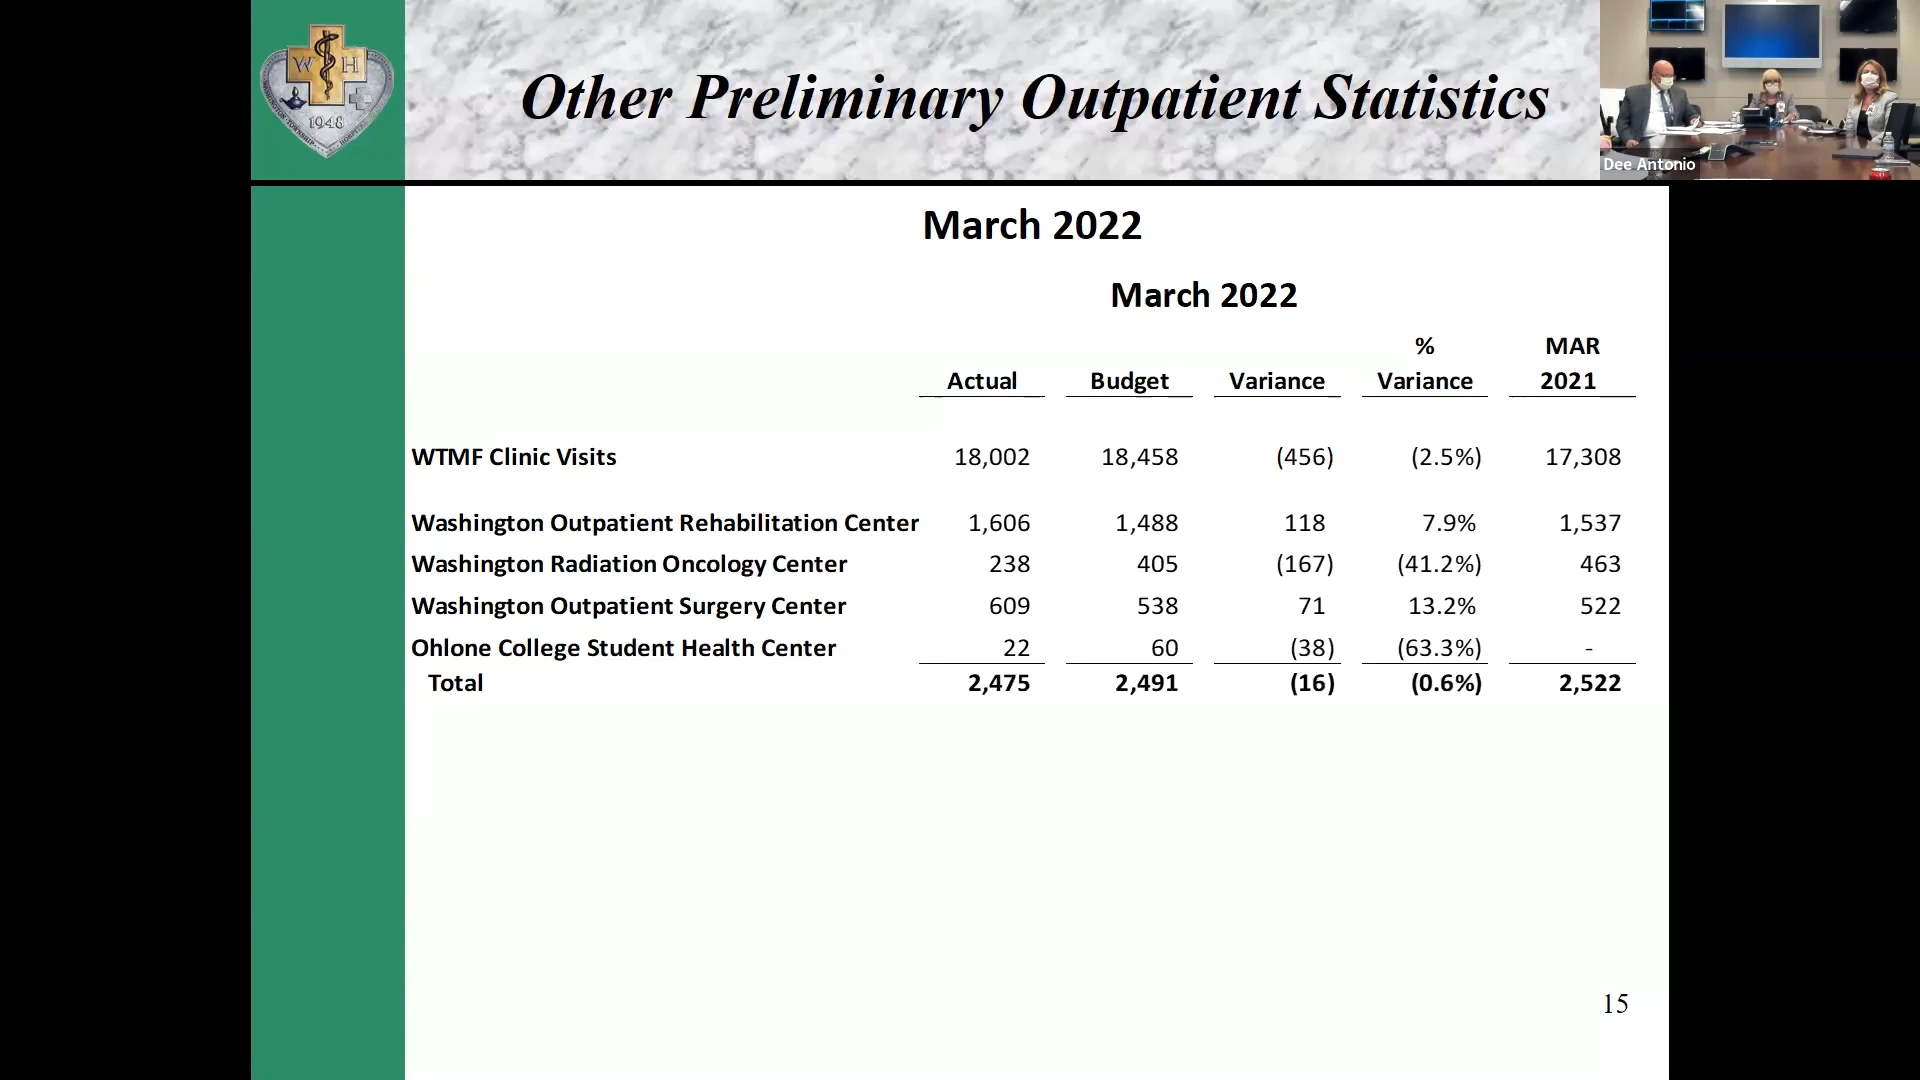 W H
1948
Other Preliminary Outpatient Statistics
Dee Antonio
March 2022
March 2022
% MAR
Actual Budget Variance Variance 2021
WTMF Clinic Visits 18,002 18,458 (456) (2.5%) 17,308
Washington Outpatient Rehabilitation Center 1,606 1,488 118 7.9% 1,537
Washington Radiation Oncology Center 238 405 (167) (41.2%) 463
Washington Outpatient Surgery Center 609 538 71 13.2% 522
Ohlone College Student Health Center 22 60 (38) (63.3%) -
Total 2,475 2,491 (16) (0.6%) 2,522
15